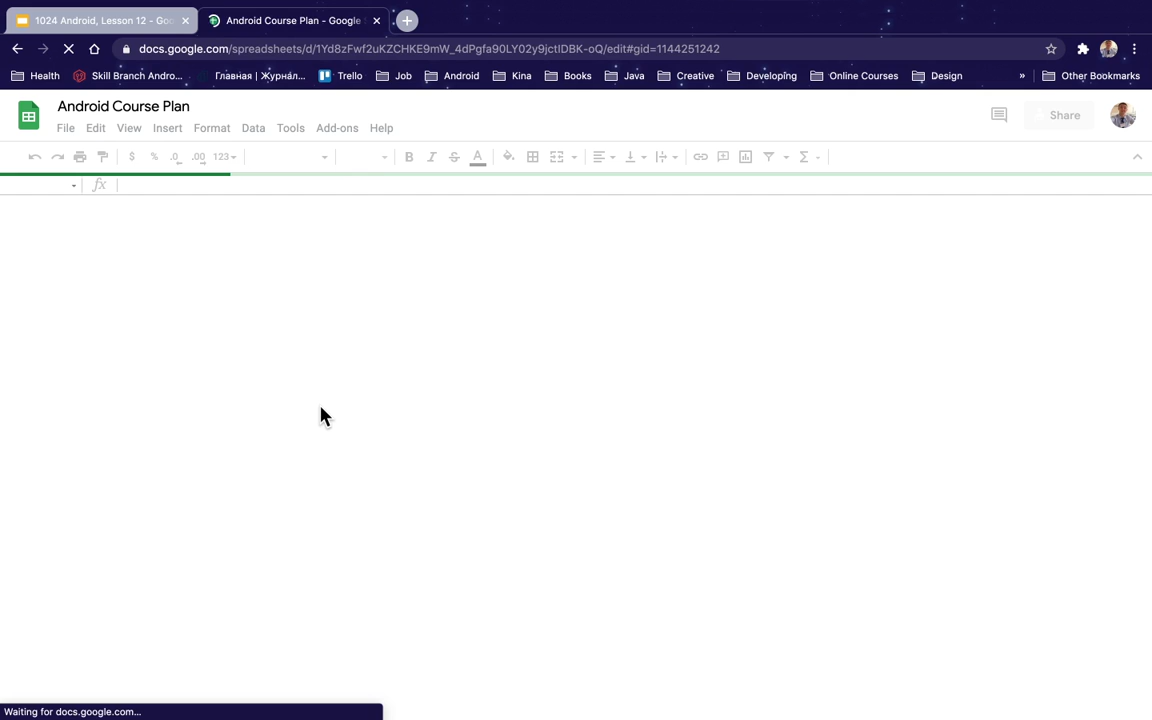 1024 Android, Lesson 12 - Goo
Android Course Plan - Google
docs.google.com/spreadsheets/d/1Yd8zFwf2uKZCHKE9mW_4dPgfa90LY02y9jctIDBK-oQ/edit#gid=1144251242
Health Skill Branch Andro... Главная | Журнал... Trello Job Android Kina Books Java Creative Developing Online Courses Design » Other Bookmarks
Android Course Plan
File Edit View Insert Format Data Tools Add-ons Help
Share
$ % .0 .00 123 B I S A Σ
fx
Waiting for docs.google.com...